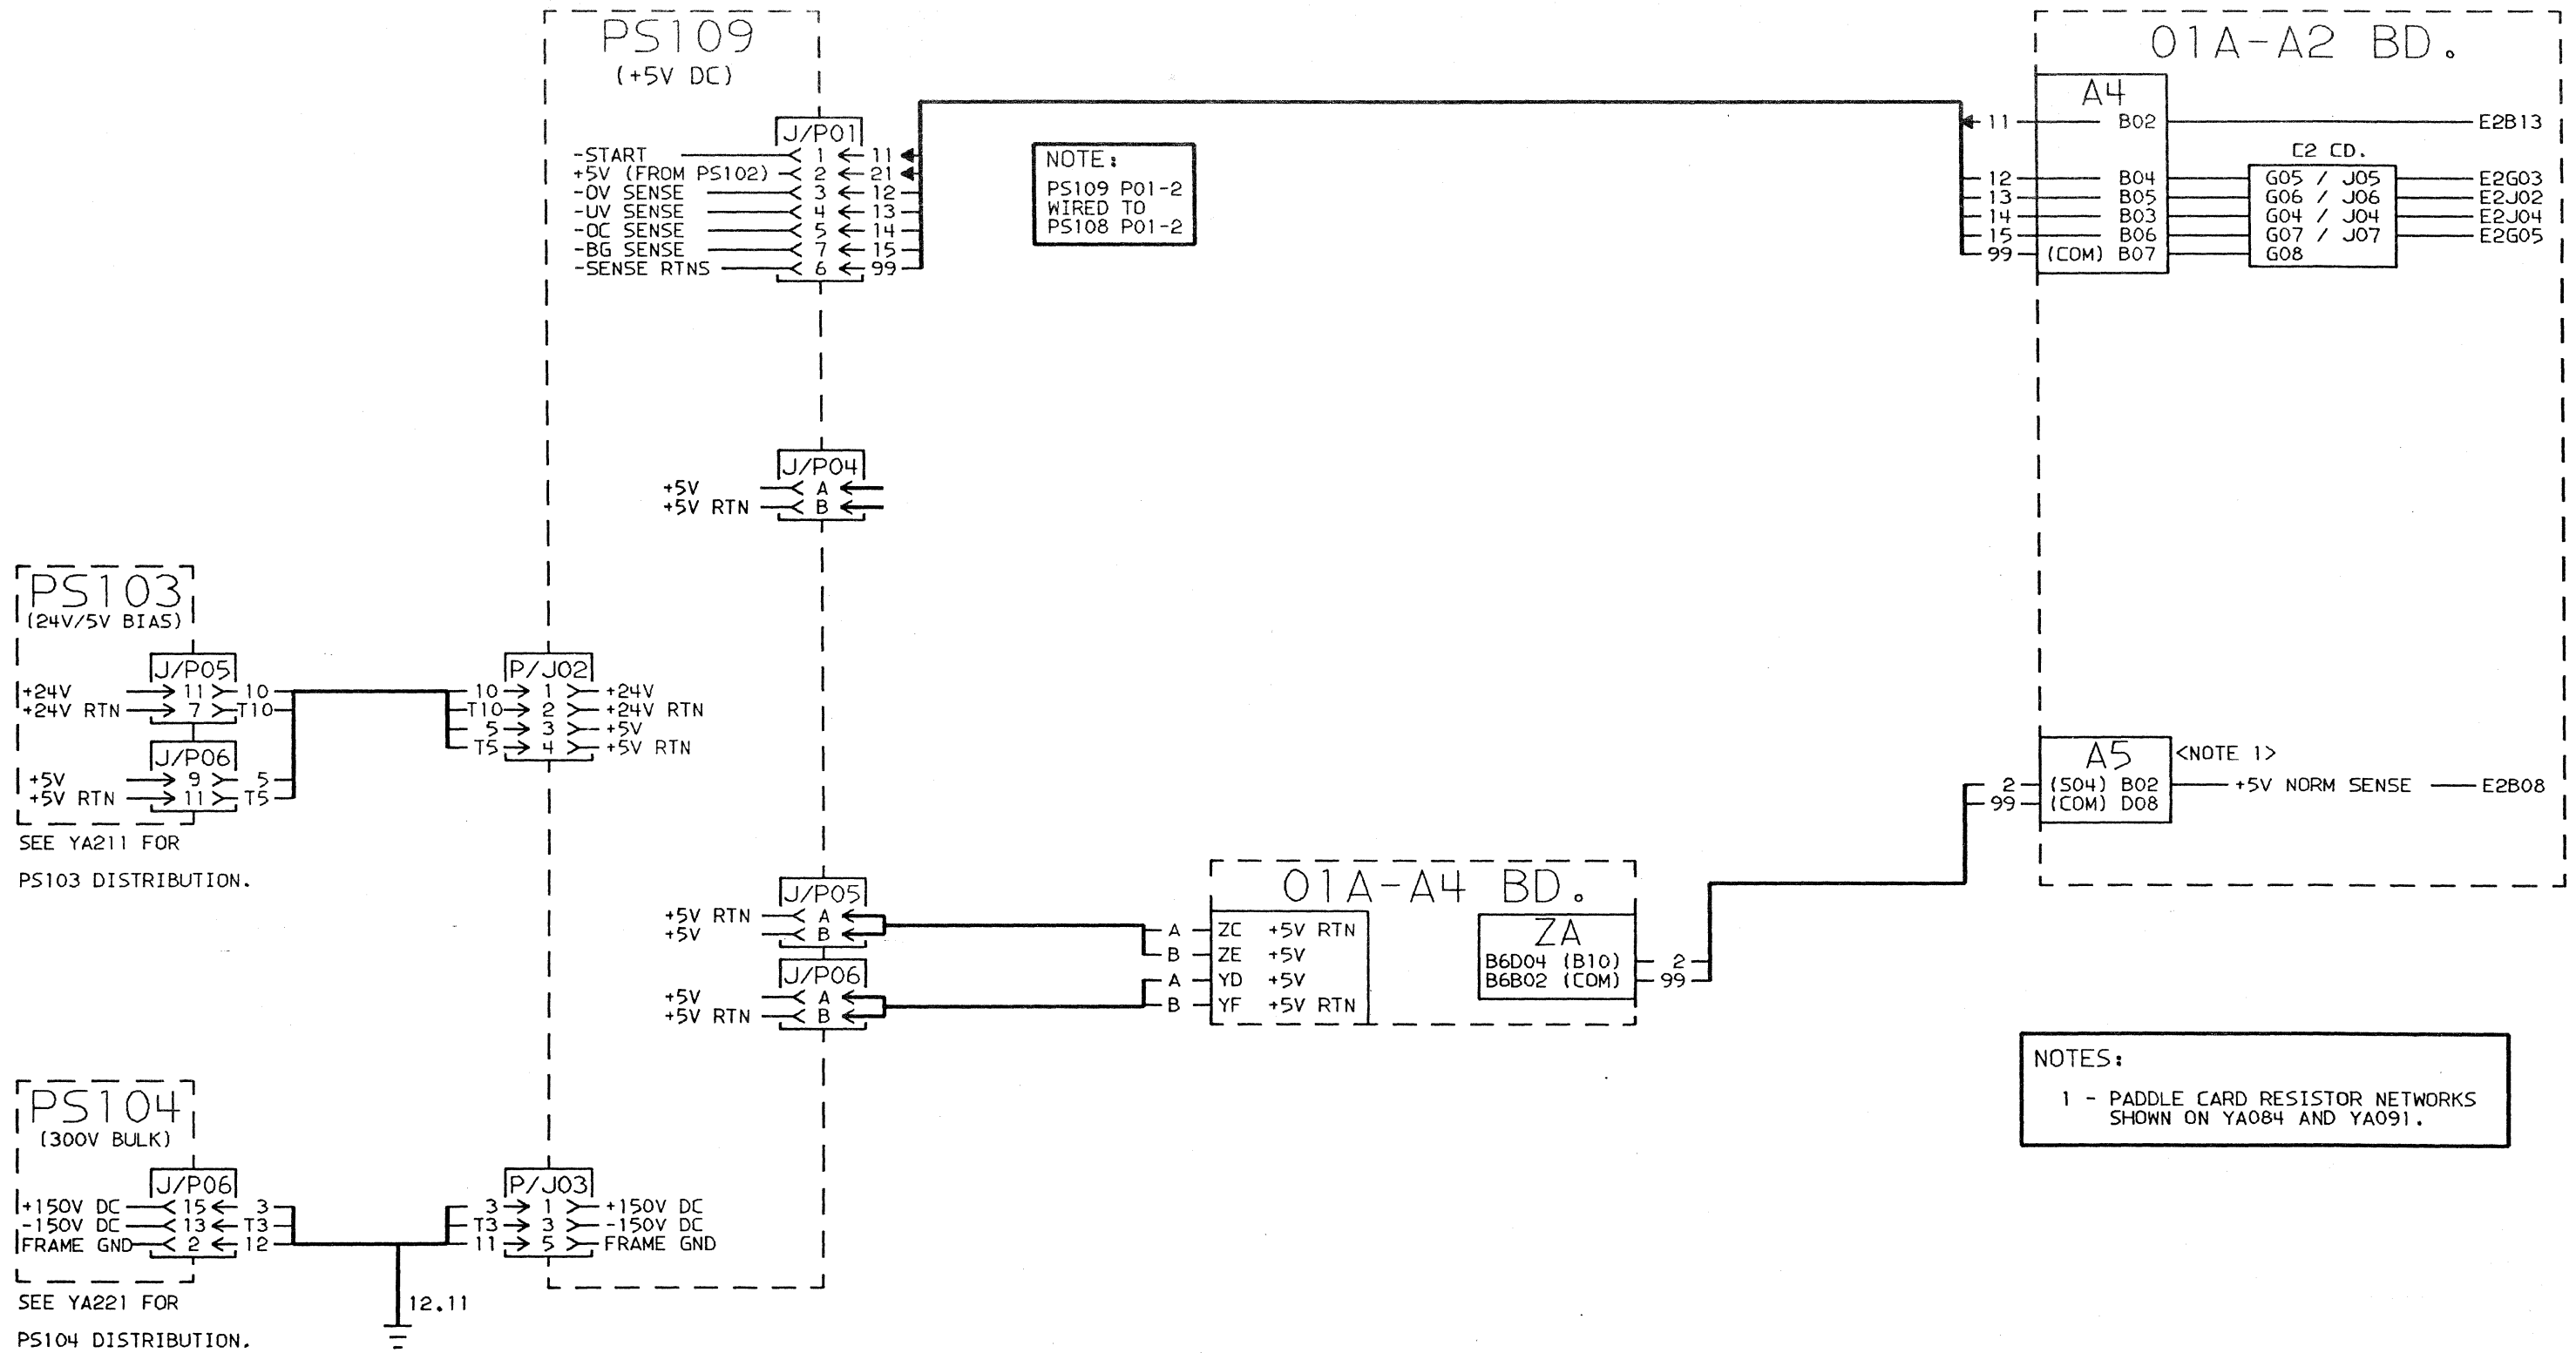 PS109
(+5V DC)
J/P01
-START 1 11
+5V (FROM PS102) 2 21
-OV SENSE 3 12
-UV SENSE 4 13
-OC SENSE 5 14
-BG SENSE 7 15
-SENSE RTNS 6 99
NOTE:
PS109 P01-2
WIRED TO
PS108 P01-2
01A-A2 BD.
A4
11 B02 E2B13
C2 CD.
12 B04 G05 / J05 E2G03
13 B05 G06 / J06 E2J02
14 B03 G04 / J04 E2J04
15 B06 G07 / J07 E2G05
99 (COM) B07 G08
J/P04
+5V A
+5V RTN B
PS103
(24V/5V BIAS)
J/P05
+24V 11 10
+24V RTN 7 T10
J/P06
+5V 9 5
+5V RTN 11 T5
SEE YA211 FOR
PS103 DISTRIBUTION.
P/J02
10 1 +24V
T10 2 +24V RTN
5 3 +5V
T5 4 +5V RTN
A5 <NOTE 1>
2 (S04) B02 +5V NORM SENSE E2B08
99 (COM) D08
J/P05
+5V RTN A
+5V B
J/P06
+5V A
+5V RTN B
01A-A4 BD.
A ZC +5V RTN
B ZE +5V
A YD +5V
B YF +5V RTN
ZA
B6D04 (B10) 2
B6B02 (COM) 99
NOTES:
1 - PADDLE CARD RESISTOR NETWORKS
SHOWN ON YA084 AND YA091.
PS104
(300V BULK)
J/P06
+150V DC 15 3
-150V DC 13 T3
FRAME GND 2 12
SEE YA221 FOR
PS104 DISTRIBUTION.
12.11
P/J03
3 1 +150V DC
T3 3 -150V DC
11 5 FRAME GND